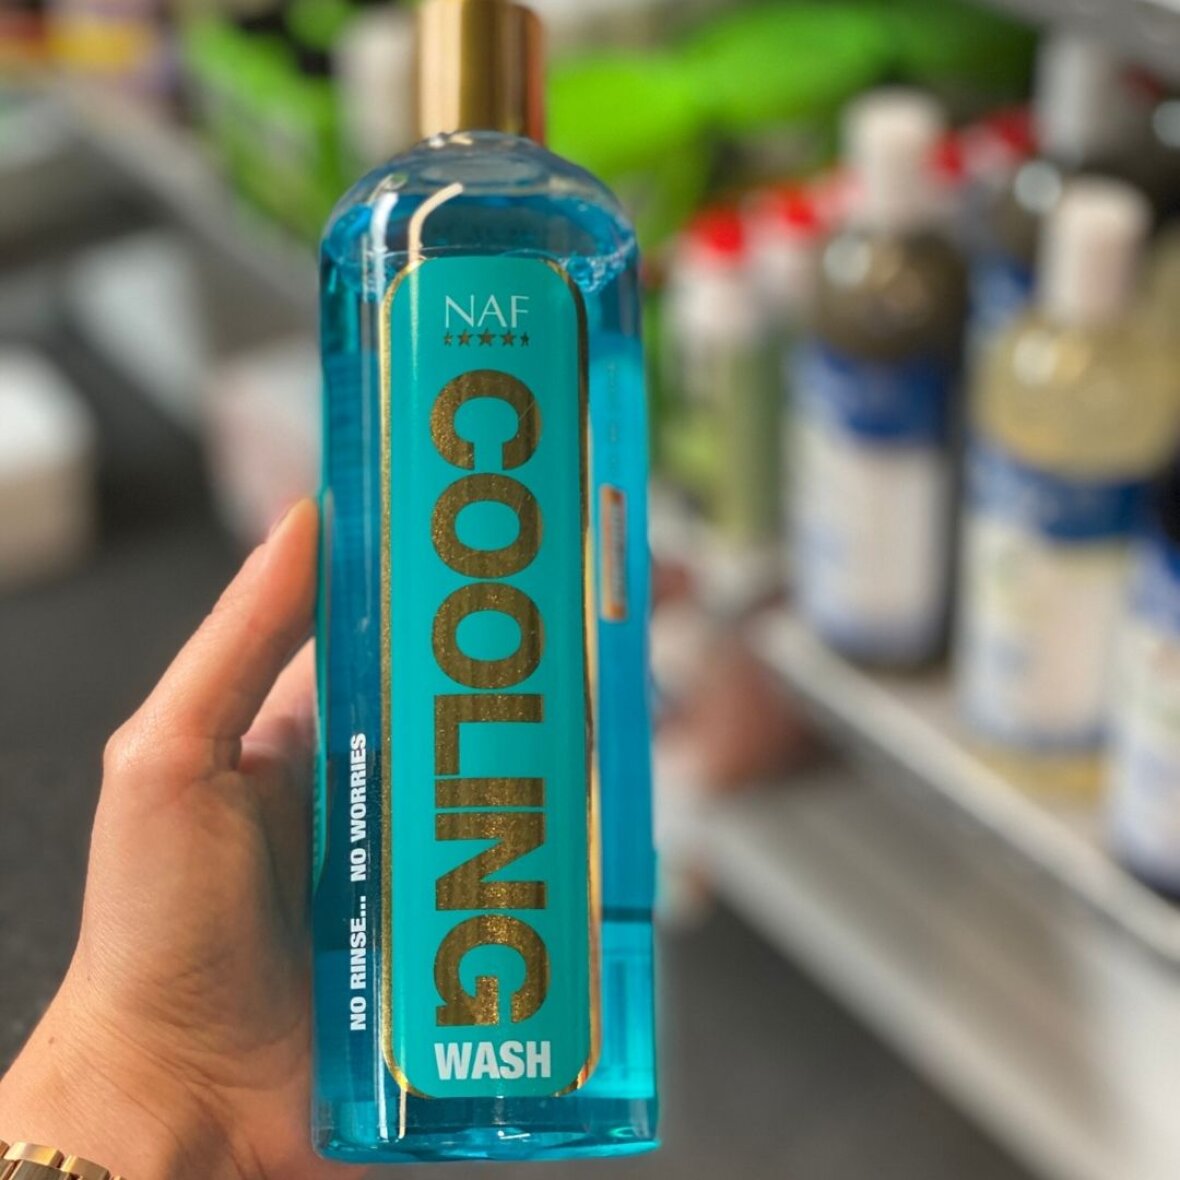 NAF
COOLING
WASH
NO RINSE... NO WORRIES